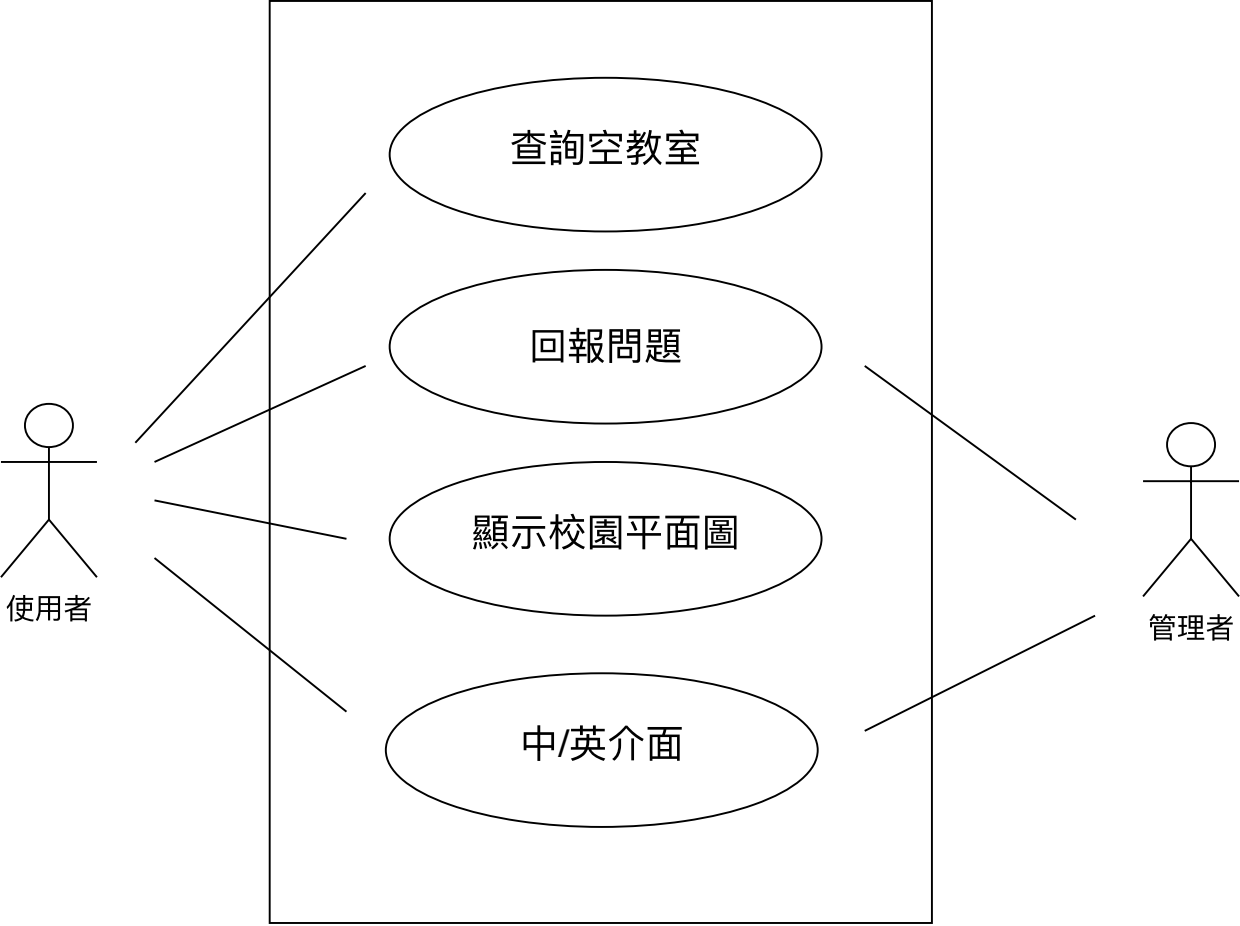 查詢空教室
回報問題
顯示校園平面圖
使用者
管理者
中/英介面